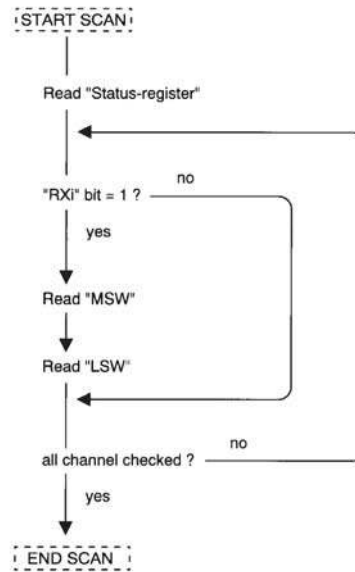 START SCAN
Read "Status-register"
"RXi" bit = 1 ?
no
yes
Read "MSW"
Read "LSW"
all channel checked ?
no
yes
END SCAN